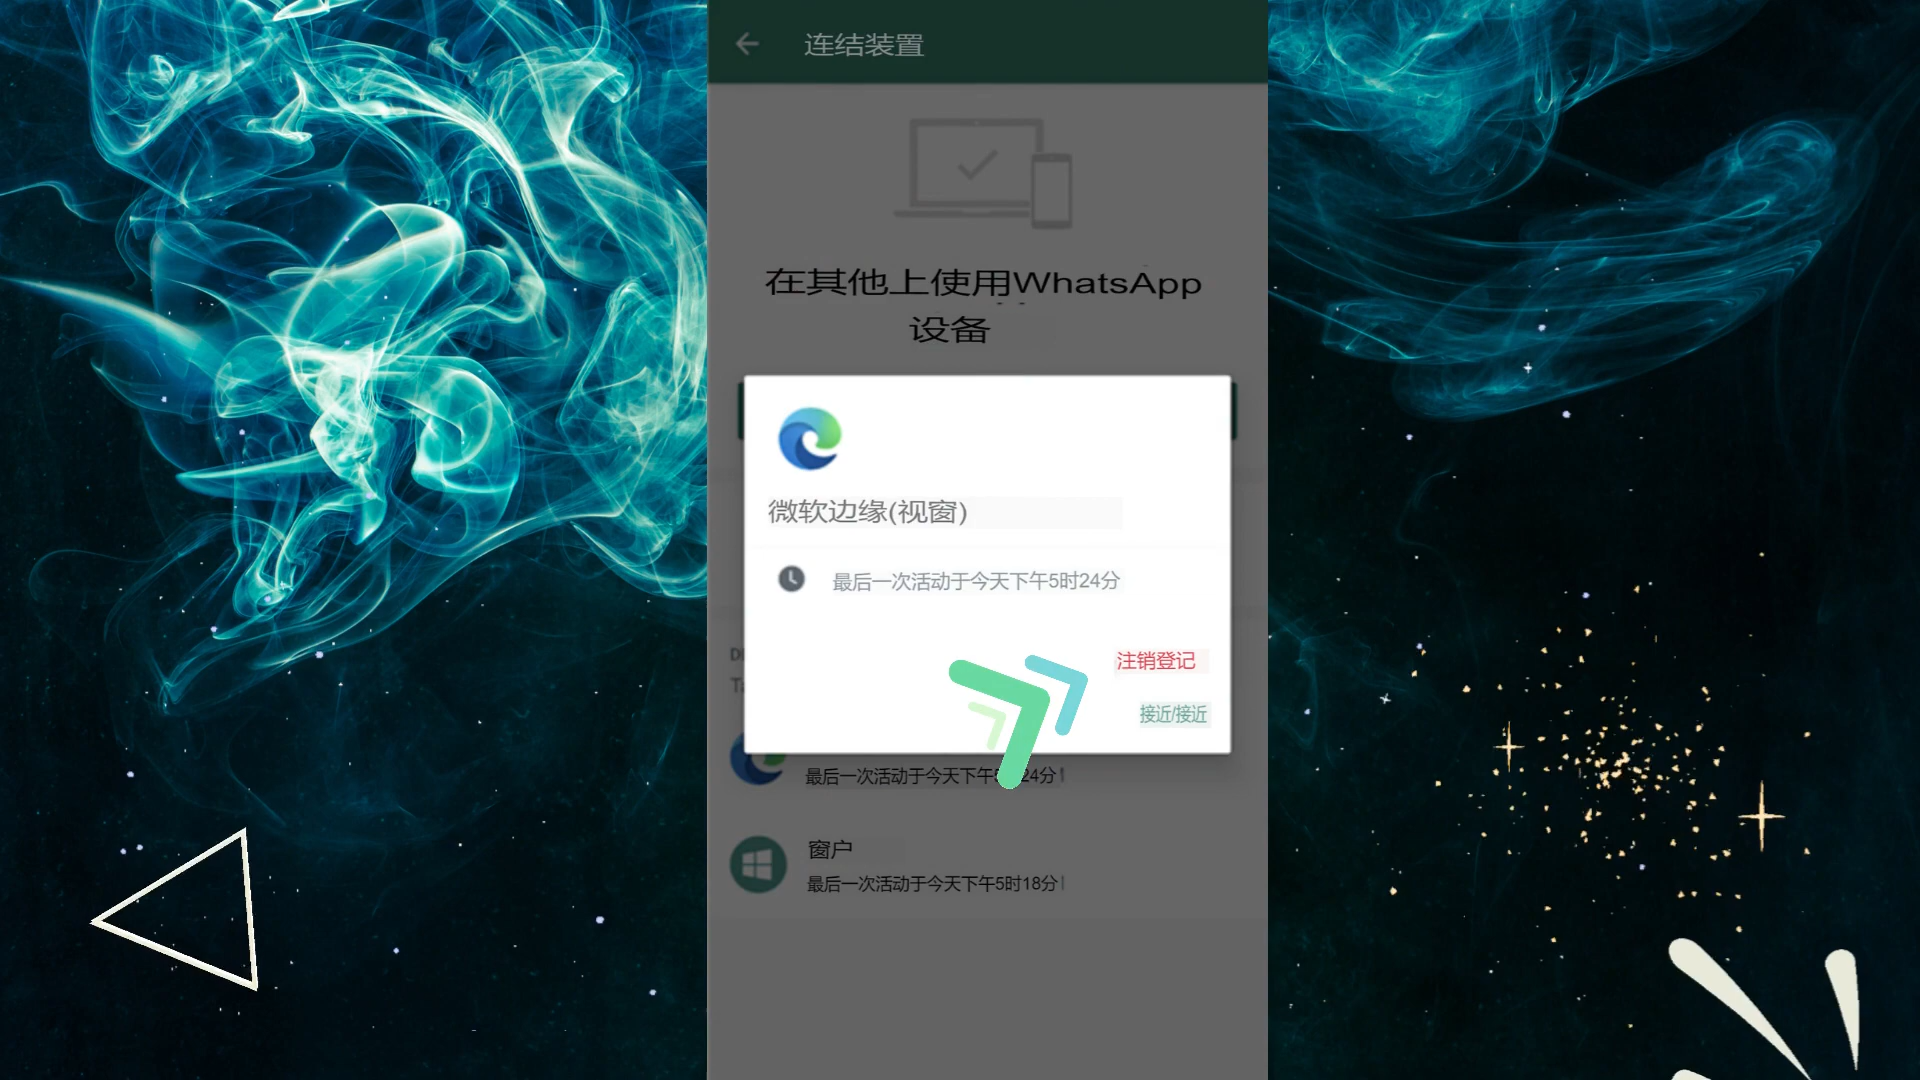 连结装置
在其他上使用WhatsApp
设备
微软边缘(视窗)
最后一次活动于今天下午5时24分
注销登记
接近/接近
最后一次活动于今天下午5 24分
窗户
最后一次活动于今天下午5时18分